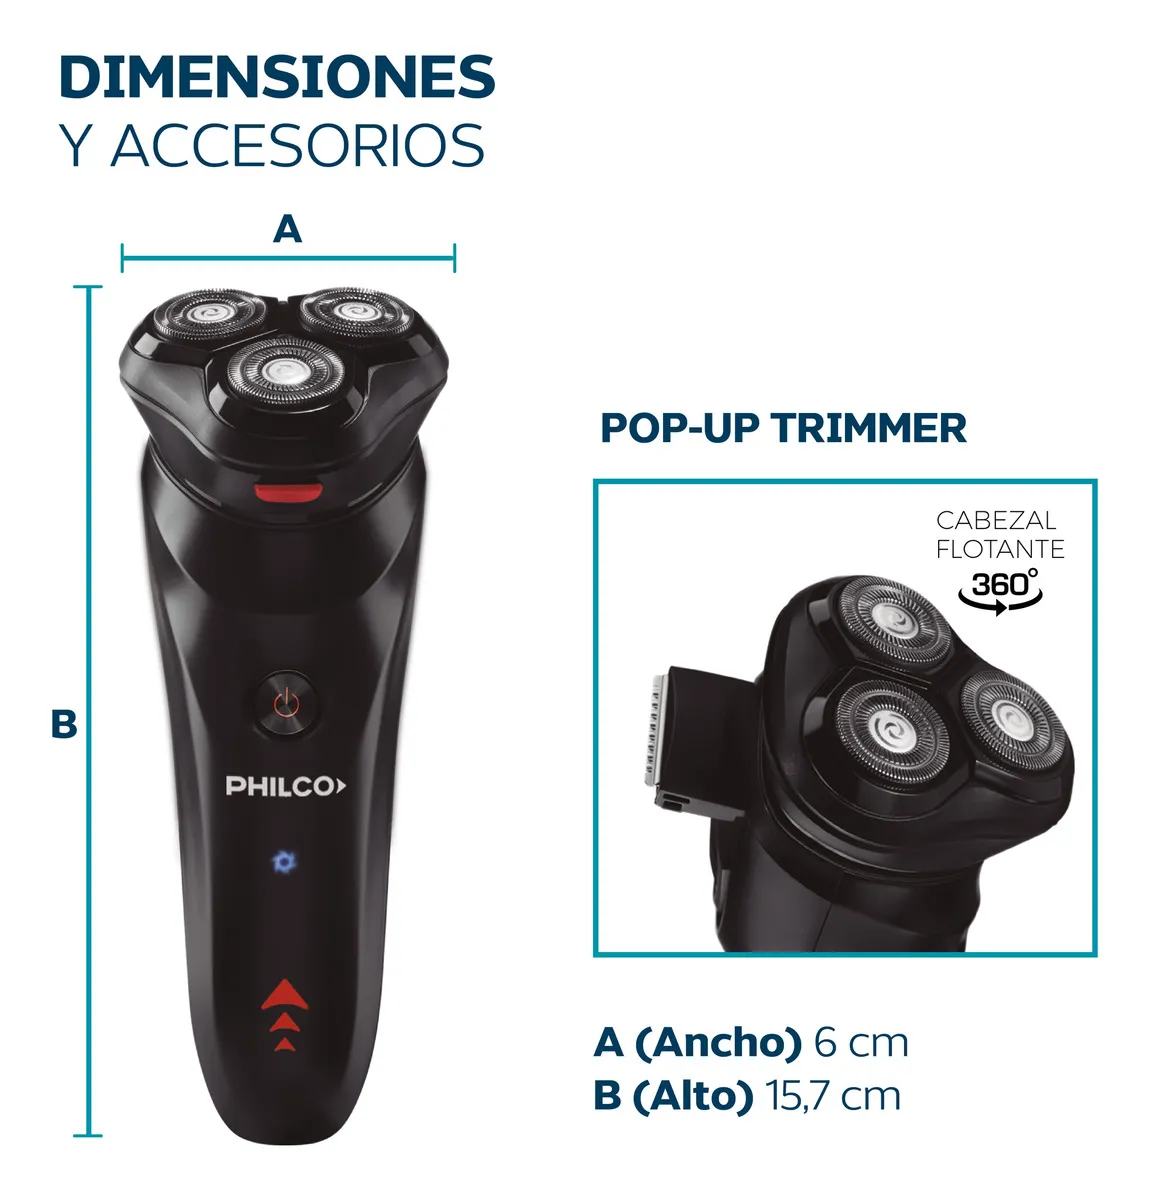 DIMENSIONES
Y ACCESORIOS
A
B
PHILCO
POP-UP TRIMMER
CABEZAL
FLOTANTE
360°
A (Ancho) 6 cm
B (Alto) 15,7 cm